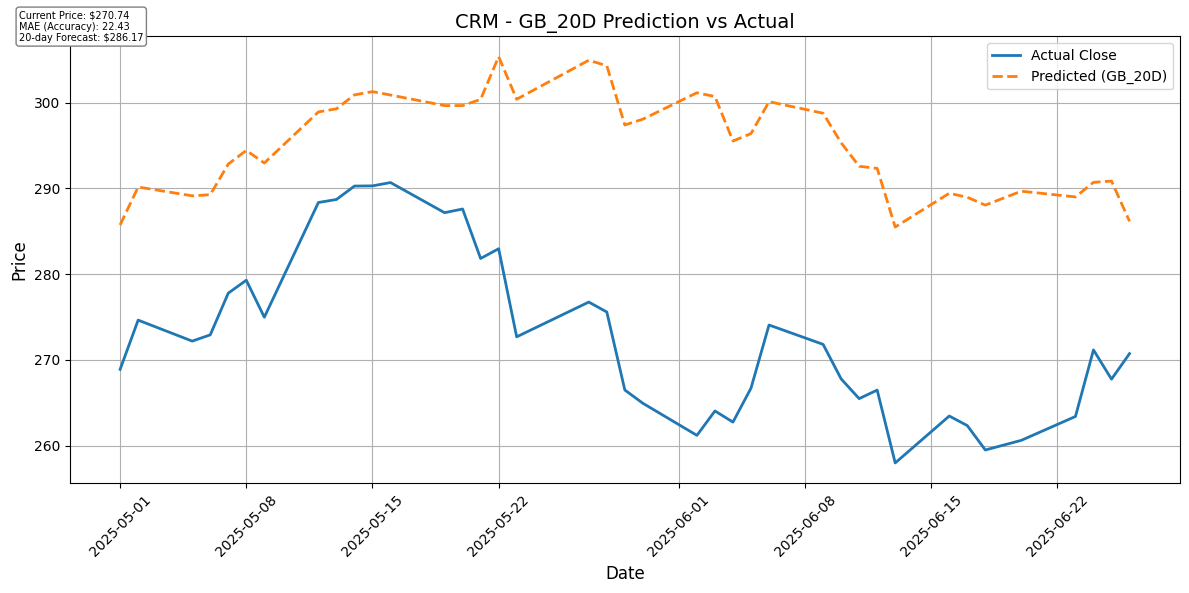 Current Price: $270.74
MAE (Accuracy): 22.43
20-day Forecast: $286.17
CRM - GB_20D Prediction vs Actual
Actual Close
Predicted (GB_20D)
Price
300
290
280
270
260
2025-05-01
2025-05-08
2025-05-15
2025-05-22
2025-06-01
2025-06-08
2025-06-15
2025-06-22
Date